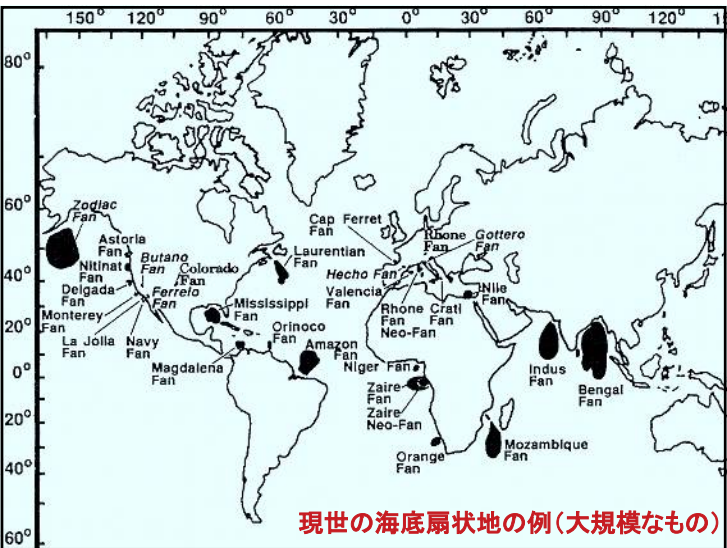 150° 120° 90° 60° 30° 0° 30° 60° 90° 120° 15
80°
60°
40°
20°
0°
20°
40°
60°
Zodiac
Fan
Astoria
Fan
Nitinat
Fan
Butano
Fan
Colorado
Fan
Delgada
Fan
Ferrelo
Fan
Monterey
Fan
La Jolla
Fan
Navy
Fan
Mississippi
Fan
Magdalena
Fan
Orinoco
Fan
Amazon
Fan
Laurentian
Fan
Cap Ferret
Fan
Rhone
Fan
Gottero
Fan
Hecho Fan
Valencia
Fan
Rhone
Neo-Fan
Crati
Fan
Nile
Fan
Niger Fan
Zaire
Fan
Zaire
Neo-Fan
Orange
Fan
Mozambique
Fan
Indus
Fan
Bengal
Fan
現世の海底扇状地の例(大規模なもの)